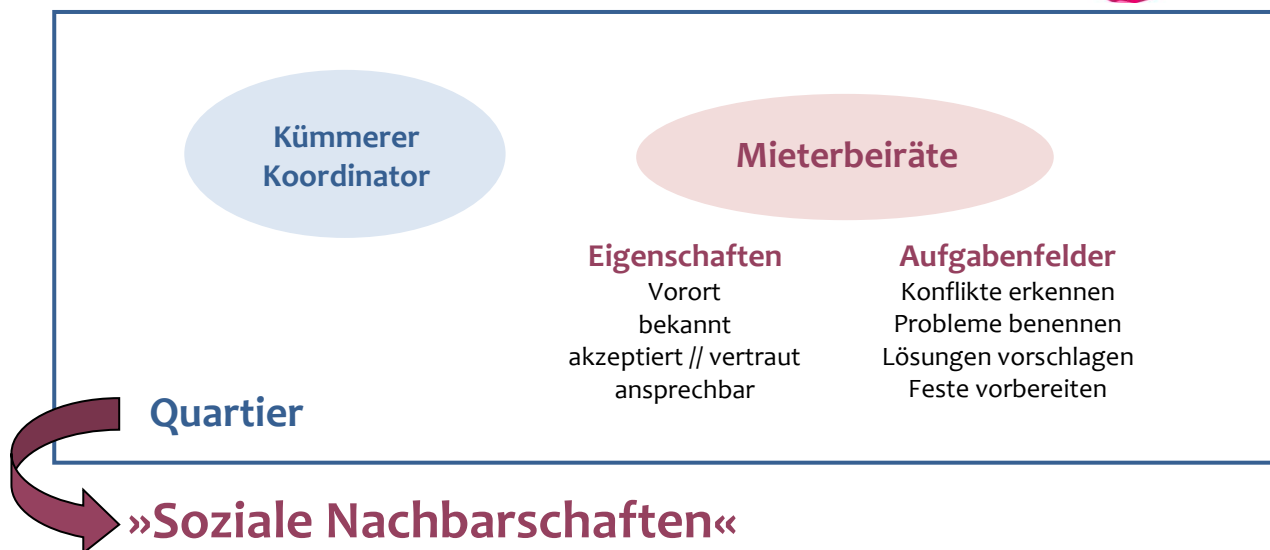 Kümmerer
Koordinator
Mieterbeiräte
Eigenschaften
Vorort
bekannt
akzeptiert // vertraut
ansprechbar
Aufgabenfelder
Konflikte erkennen
Probleme benennen
Lösungen vorschlagen
Feste vorbereiten
Quartier
»Soziale Nachbarschaften«